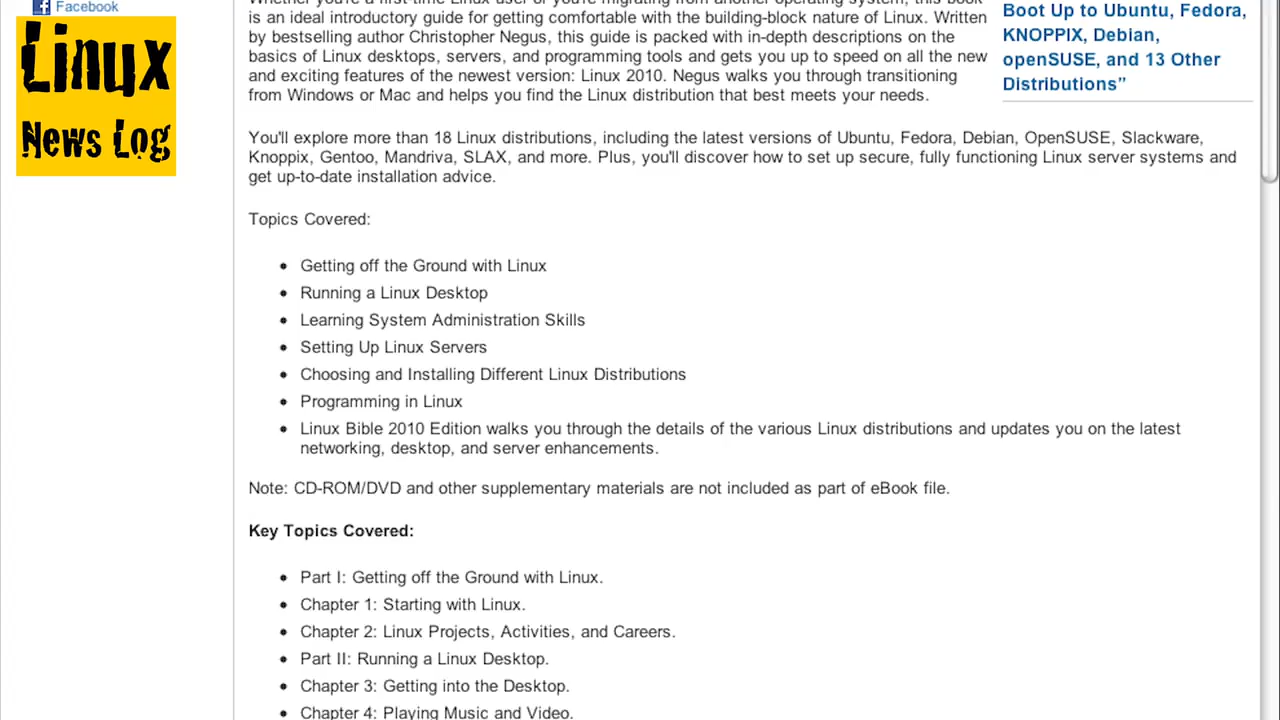 Facebook
Linux
News Log
Whether you're a first-time Linux user or you're migrating from another operating system, this book
is an ideal introductory guide for getting comfortable with the building-block nature of Linux. Written
by bestselling author Christopher Negus, this guide is packed with in-depth descriptions on the
basics of Linux desktops, servers, and programming tools and gets you up to speed on all the new
and exciting features of the newest version: Linux 2010. Negus walks you through transitioning
from Windows or Mac and helps you find the Linux distribution that best meets your needs.
Boot Up to Ubuntu, Fedora,
KNOPPIX, Debian,
openSUSE, and 13 Other
Distributions”
You'll explore more than 18 Linux distributions, including the latest versions of Ubuntu, Fedora, Debian, OpenSUSE, Slackware,
Knoppix, Gentoo, Mandriva, SLAX, and more. Plus, you'll discover how to set up secure, fully functioning Linux server systems and
get up-to-date installation advice.
Topics Covered:
• Getting off the Ground with Linux
• Running a Linux Desktop
• Learning System Administration Skills
• Setting Up Linux Servers
• Choosing and Installing Different Linux Distributions
• Programming in Linux
• Linux Bible 2010 Edition walks you through the details of the various Linux distributions and updates you on the latest
networking, desktop, and server enhancements.
Note: CD-ROM/DVD and other supplementary materials are not included as part of eBook file.
Key Topics Covered:
• Part I: Getting off the Ground with Linux.
• Chapter 1: Starting with Linux.
• Chapter 2: Linux Projects, Activities, and Careers.
• Part II: Running a Linux Desktop.
• Chapter 3: Getting into the Desktop.
• Chapter 4: Playing Music and Video.